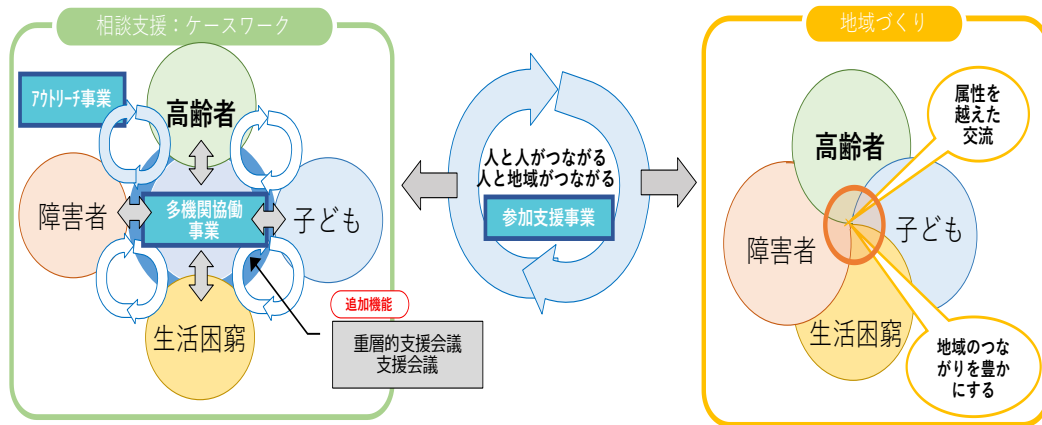 相談支援：ケースワーク
アウトリーチ事業
高齢者
障害者
多機関協働
事業
子ども
生活困窮
追加機能
重層的支援会議
支援会議
人と人がつながる
人と地域がつながる
参加支援事業
地域づくり
属性を
越えた
交流
高齢者
障害者
子ども
生活困窮
地域のつな
がりを豊か
にする